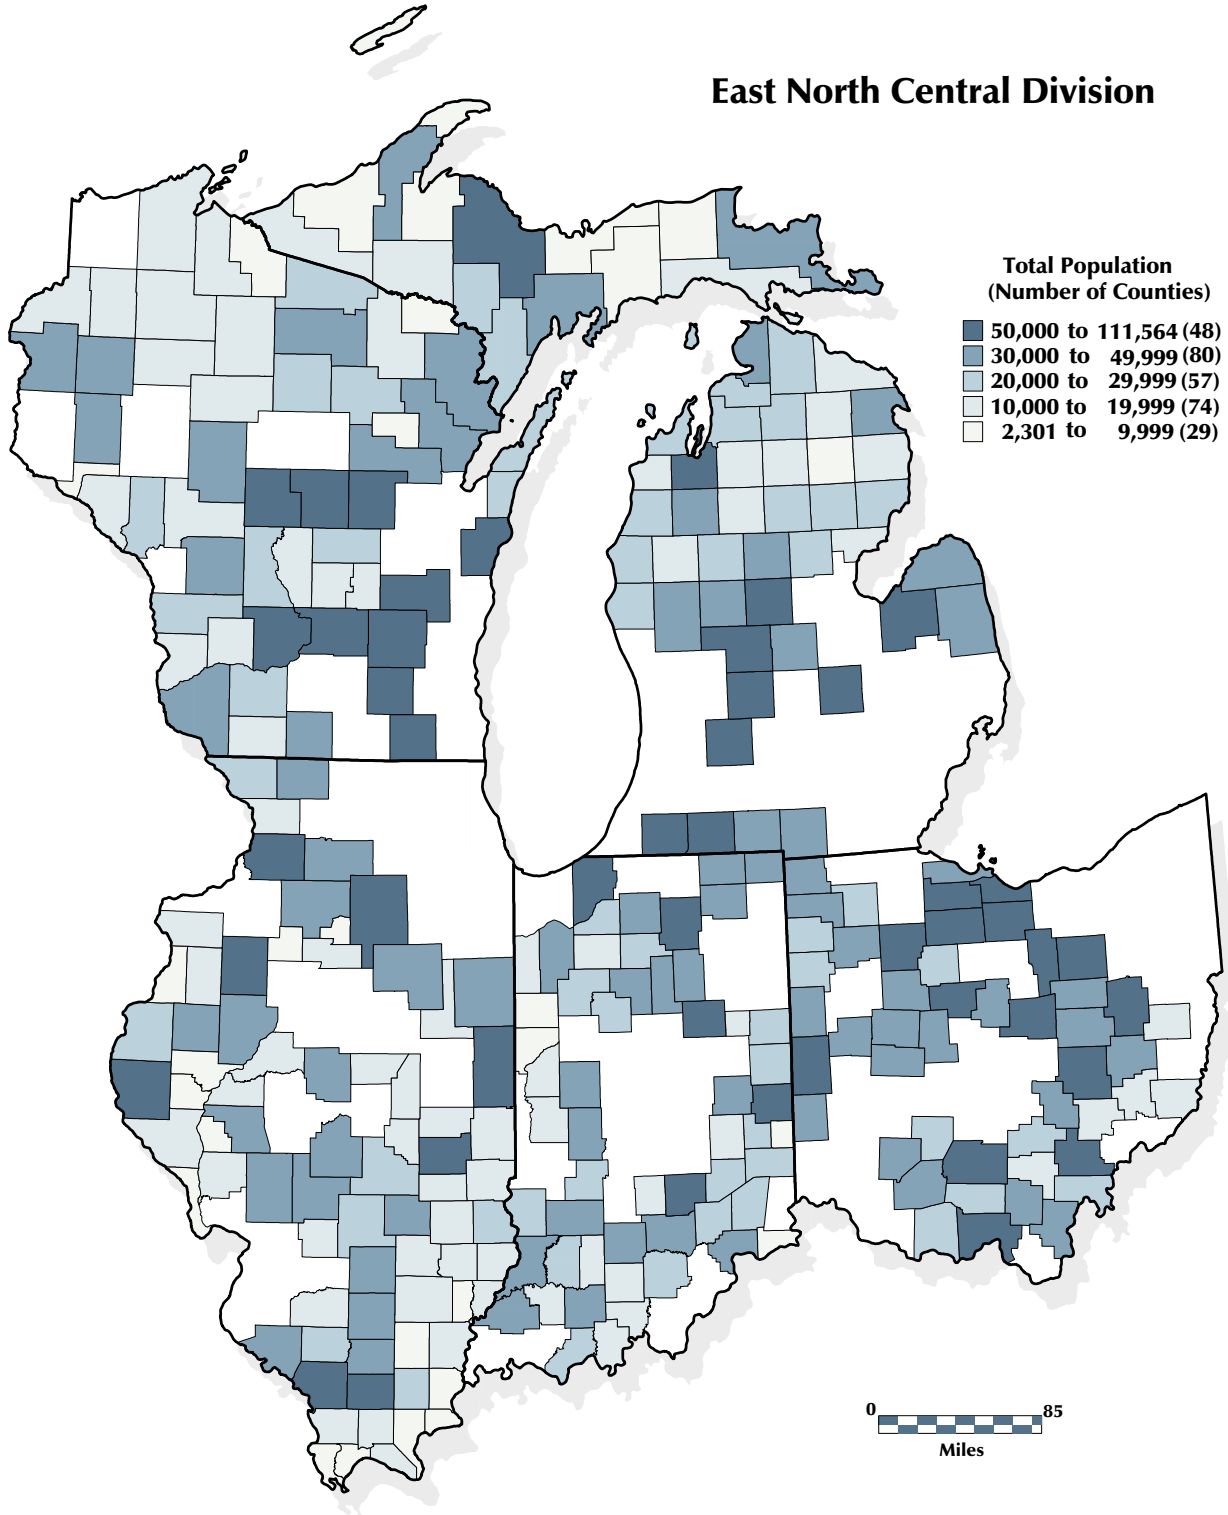 East North Central Division
Total Population
(Number of Counties)
50,000 to 111,564 (48)
30,000 to 49,999 (80)
20,000 to 29,999 (57)
10,000 to 19,999 (74)
2,301 to 9,999 (29)
0 85
Miles